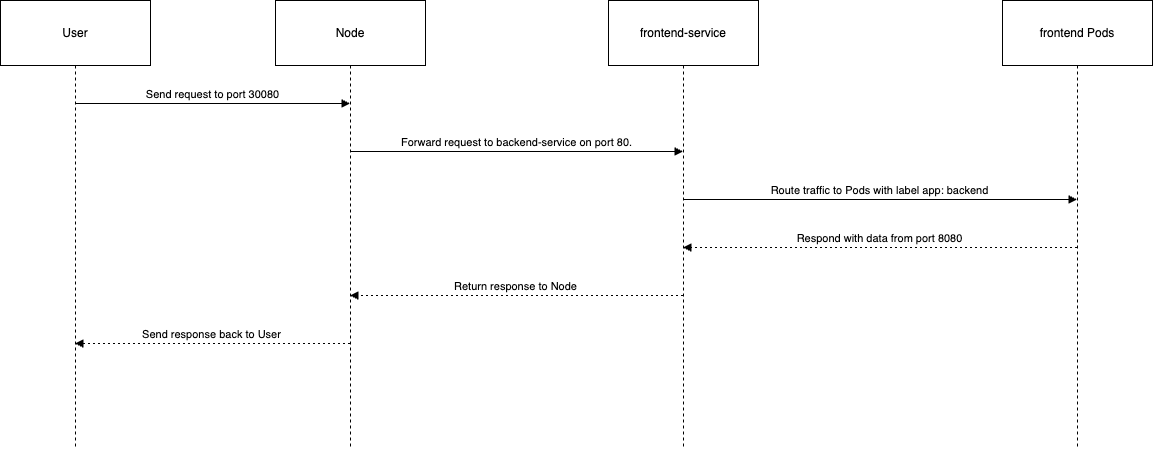 User
Node
frontend-service
frontend Pods
Send request to port 30080
Forward request to backend-service on port 80.
Route traffic to Pods with label app: backend
Respond with data from port 8080
Return response to Node
Send response back to User